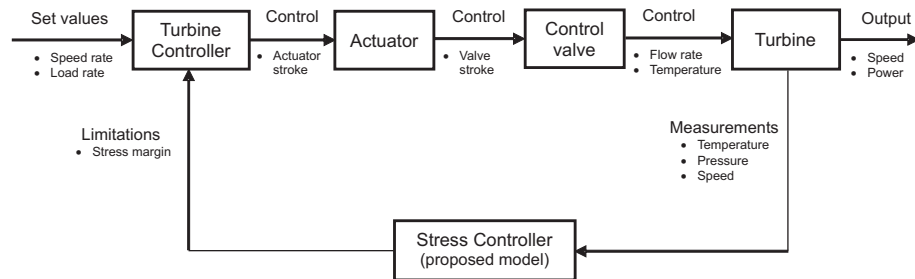 Set values
• Speed rate
• Load rate
Turbine
Controller
Control
• Actuator
stroke
Actuator
Control
• Valve
stroke
Control
valve
Control
• Flow rate
• Temperature
Turbine
Output
• Speed
• Power
Limitations
• Stress margin
Measurements
• Temperature
• Pressure
• Speed
Stress Controller
(proposed model)